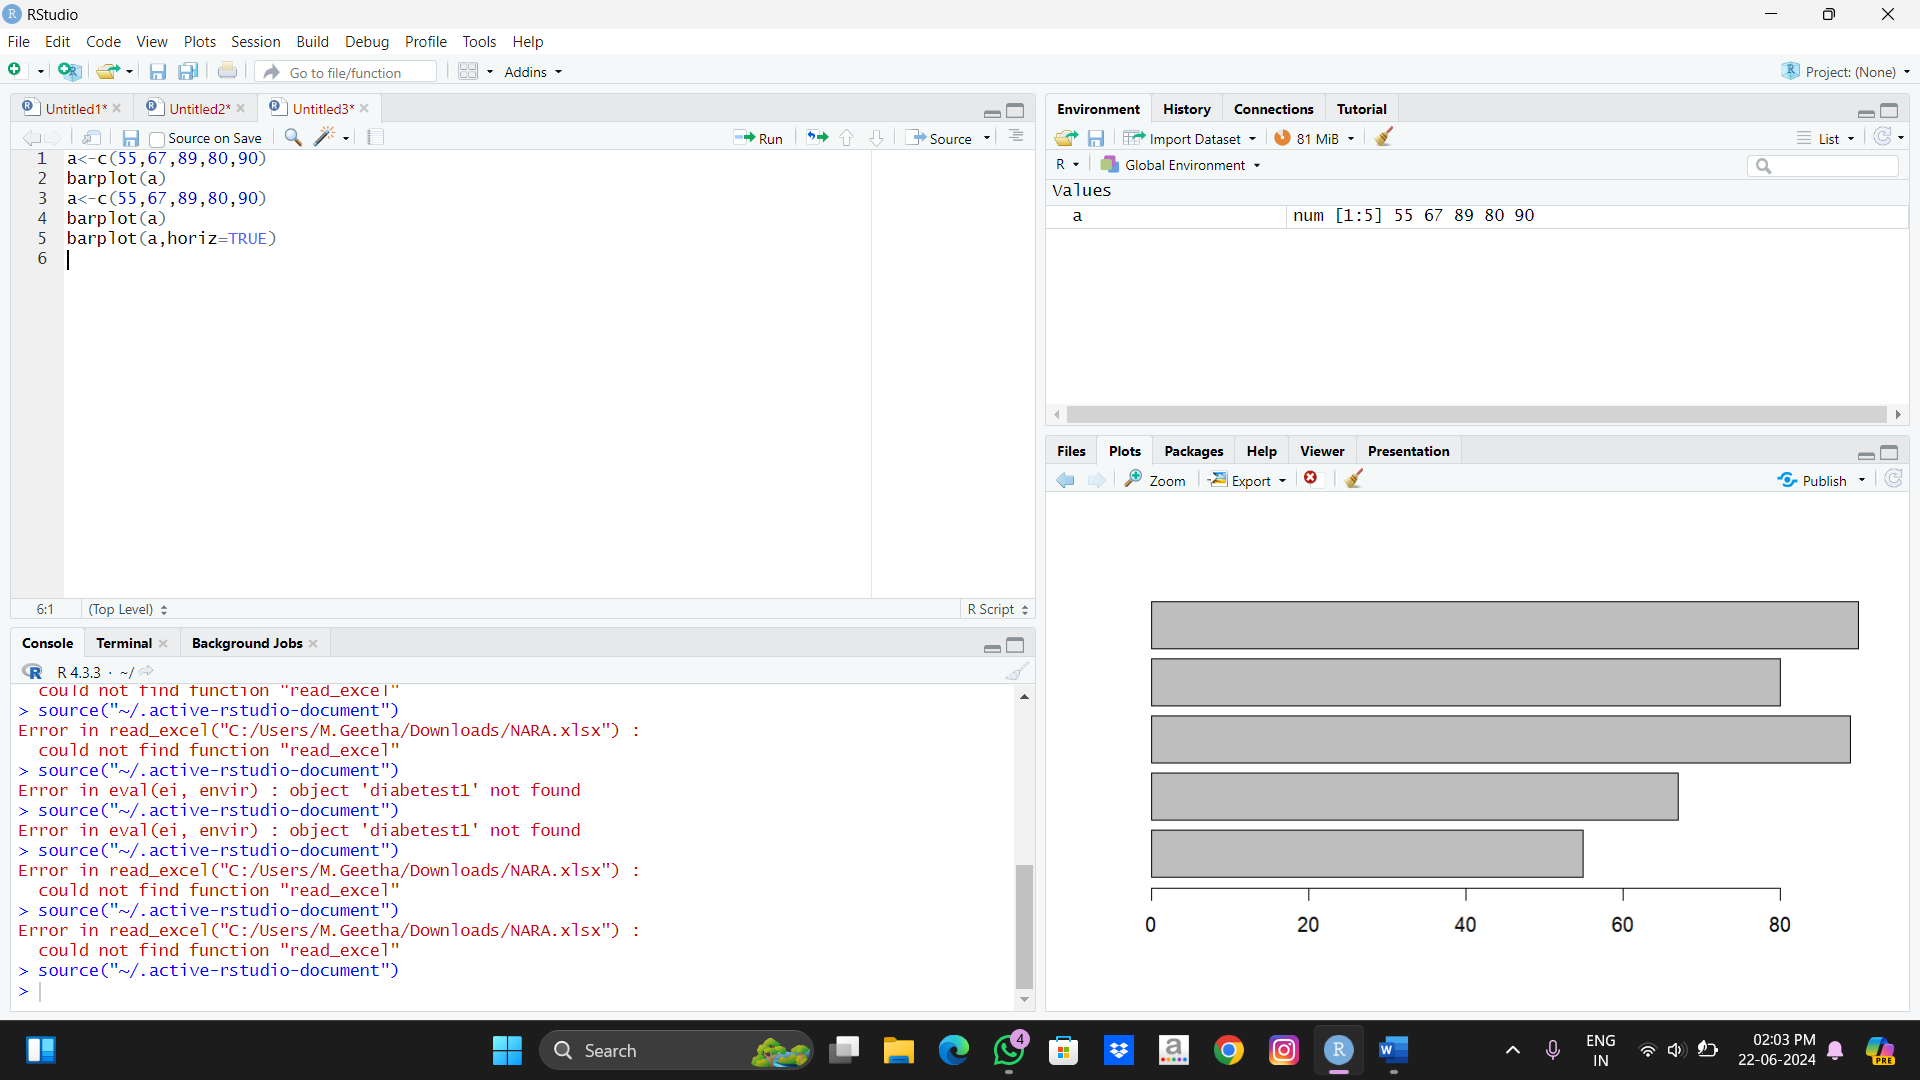 RStudio
File Edit Code View Plots Session Build Debug Profile Tools Help
Go to file/function Addins Project: (None)
Untitled1* Untitled2* Untitled3*
Source on Save Run Source
1 a<-c(55,67,89,80,90)
2 barplot(a)
3 a<-c(55,67,89,80,90)
4 barplot(a)
5 barplot(a,horiz=TRUE)
6
6:1 (Top Level) R Script
Console Terminal Background Jobs
R 4.3.3 · ~/
could not find function "read_excel"
> source("~/.active-rstudio-document")
Error in read_excel("C:/Users/M.Geetha/Downloads/NARA.xlsx") :
could not find function "read_excel"
> source("~/.active-rstudio-document")
Error in eval(ei, envir) : object 'diabetest1' not found
> source("~/.active-rstudio-document")
Error in eval(ei, envir) : object 'diabetest1' not found
> source("~/.active-rstudio-document")
Error in read_excel("C:/Users/M.Geetha/Downloads/NARA.xlsx") :
could not find function "read_excel"
> source("~/.active-rstudio-document")
Error in read_excel("C:/Users/M.Geetha/Downloads/NARA.xlsx") :
could not find function "read_excel"
> source("~/.active-rstudio-document")
>
Environment History Connections Tutorial
Import Dataset 81 MiB List
R Global Environment
Values
a num [1:5] 55 67 89 80 90
Files Plots Packages Help Viewer Presentation
Zoom Export Publish
0 20 40 60 80
Search
4
a
R
W
ENG
IN
02:03 PM
22-06-2024
PRE